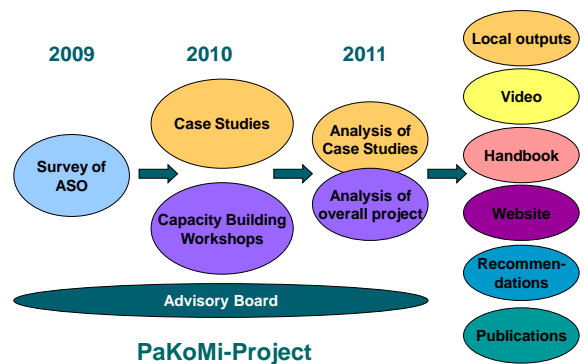 2009
2010
2011
Survey of
ASO
Case Studies
Capacity Building
Workshops
Analysis of
Case Studies
Analysis of
overall project
Local outputs
Video
Handbook
Website
Recommen-
dations
Publications
Advisory Board
PaKoMi-Project